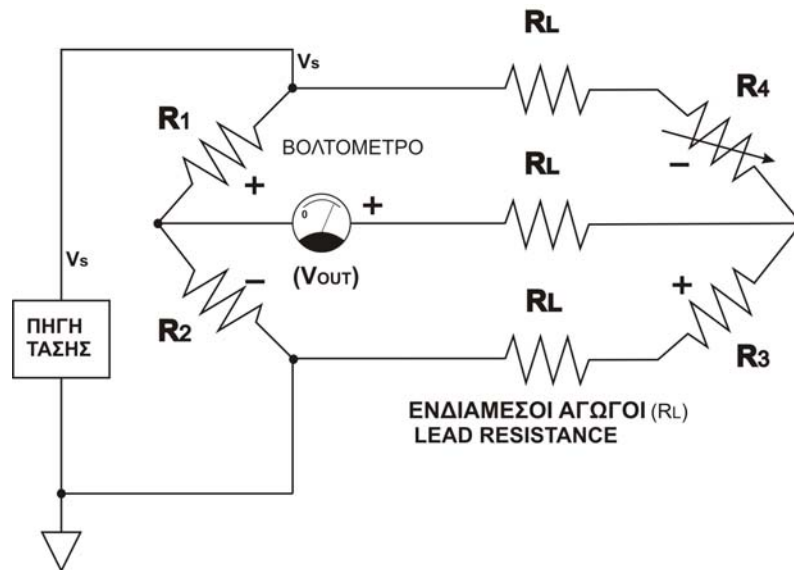 RL
Vs
R4
R1
ΒΟΛΤΟΜΕΤΡΟ
-
RL
+
+
0
Vs
(VOUT)
-
+
RL
R2
ΠΗΓΗ
ΤΑΣΗΣ
R3
ΕΝΔΙΑΜΕΣΟΙ ΑΓΩΓΟΙ (RL)
LEAD RESISTANCE